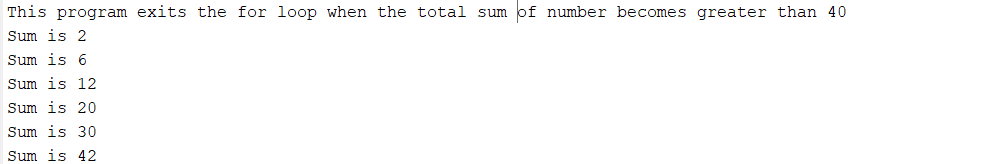 This program exits the for loop when the total sum of number becomes greater than 40
Sum is 2
Sum is 6
Sum is 12
Sum is 20
Sum is 30
Sum is 42